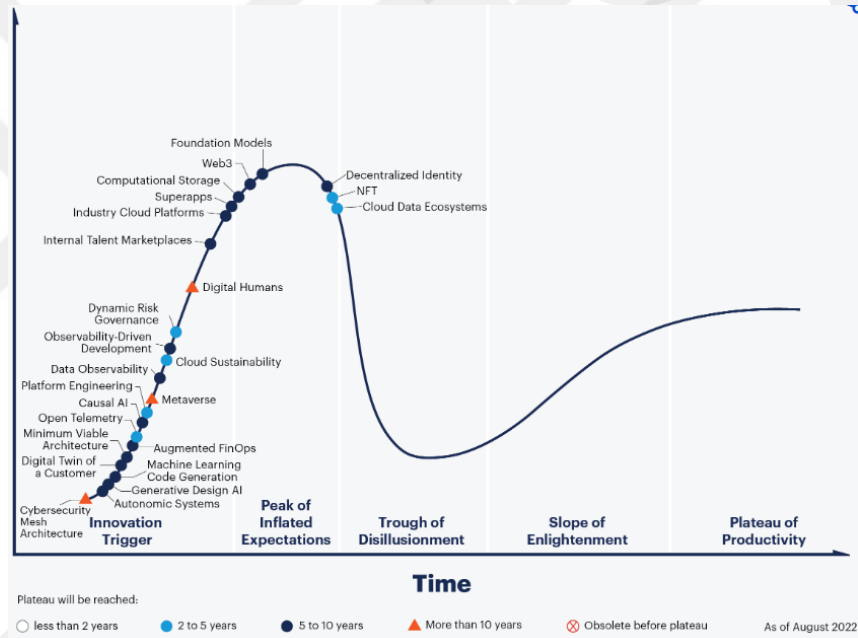 Foundation Models
Web3
Computational Storage
Superapps
Industry Cloud Platforms
Internal Talent Marketplaces
Decentralized Identity
NFT
Cloud Data Ecosystems
Digital Humans
Dynamic Risk
Governance
Observability-Driven
Development
Cloud Sustainability
Data Observability
Platform Engineering
Metaverse
Causal AI
Open Telemetry
Minimum Viable
Architecture
Augmented FinOps
Digital Twin of
a Customer
Machine Learning
Code Generation
Generative Design AI
Autonomic Systems
Cybersecurity
Mesh
Architecture
Innovation
Trigger
Peak of
Inflated
Expectations
Trough of
Disillusionment
Slope of
Enlightenment
Plateau of
Productivity
Time
Plateau will be reached:
less than 2 years
2 to 5 years
5 to 10 years
More than 10 years
Obsolete before plateau
As of August 2022